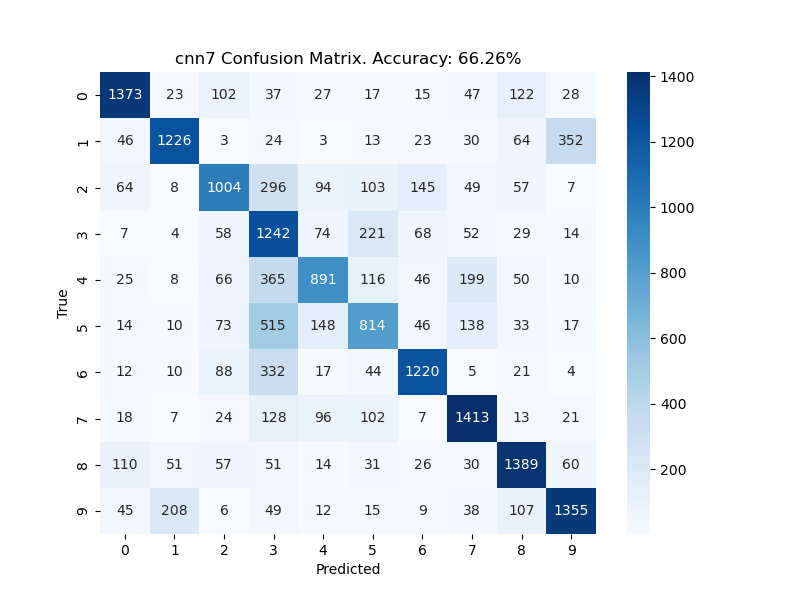 cnn7 Confusion Matrix. Accuracy: 66.26%
0 1373 23 102 37 27 17 15 47 122 28
1 46 1226 3 24 3 13 23 30 64 352
2 64 8 1004 296 94 103 145 49 57 7
3 7 4 58 1242 74 221 68 52 29 14
4 25 8 66 365 891 116 46 199 50 10
5 14 10 73 515 148 814 46 138 33 17
6 12 10 88 332 17 44 1220 5 21 4
7 18 7 24 128 96 102 7 1413 13 21
8 110 51 57 51 14 31 26 30 1389 60
9 45 208 6 49 12 15 9 38 107 1355
0 1 2 3 4 5 6 7 8 9
Predicted
True
1400
1200
1000
800
600
400
200